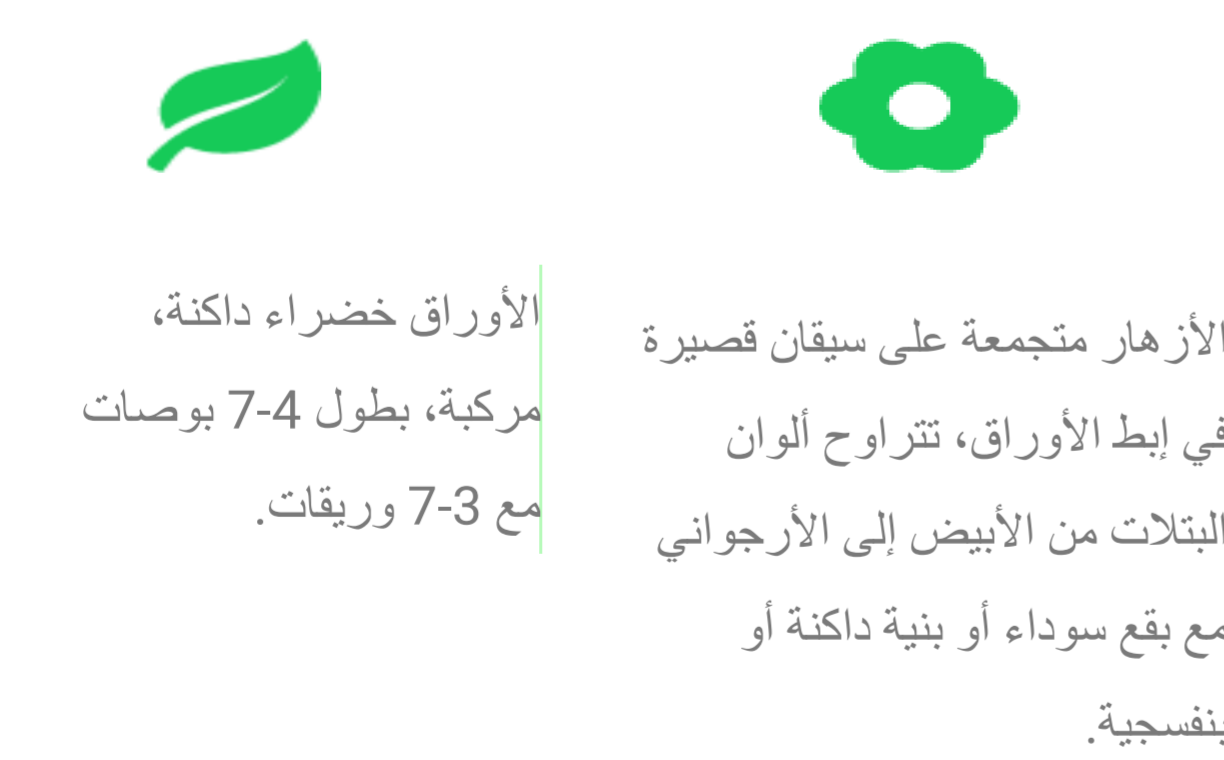 الأزهار متجمعة على سيقان قصيرة
في إبط الأوراق، تتراوح ألوان
البتلات من الأبيض إلى الأرجواني
مع بقع سوداء أو بنية داكنة أو
بنفسجية.
الأوراق خضراء داكنة،
مركبة، بطول 4-7 بوصات
مع 3-7 وريقات.